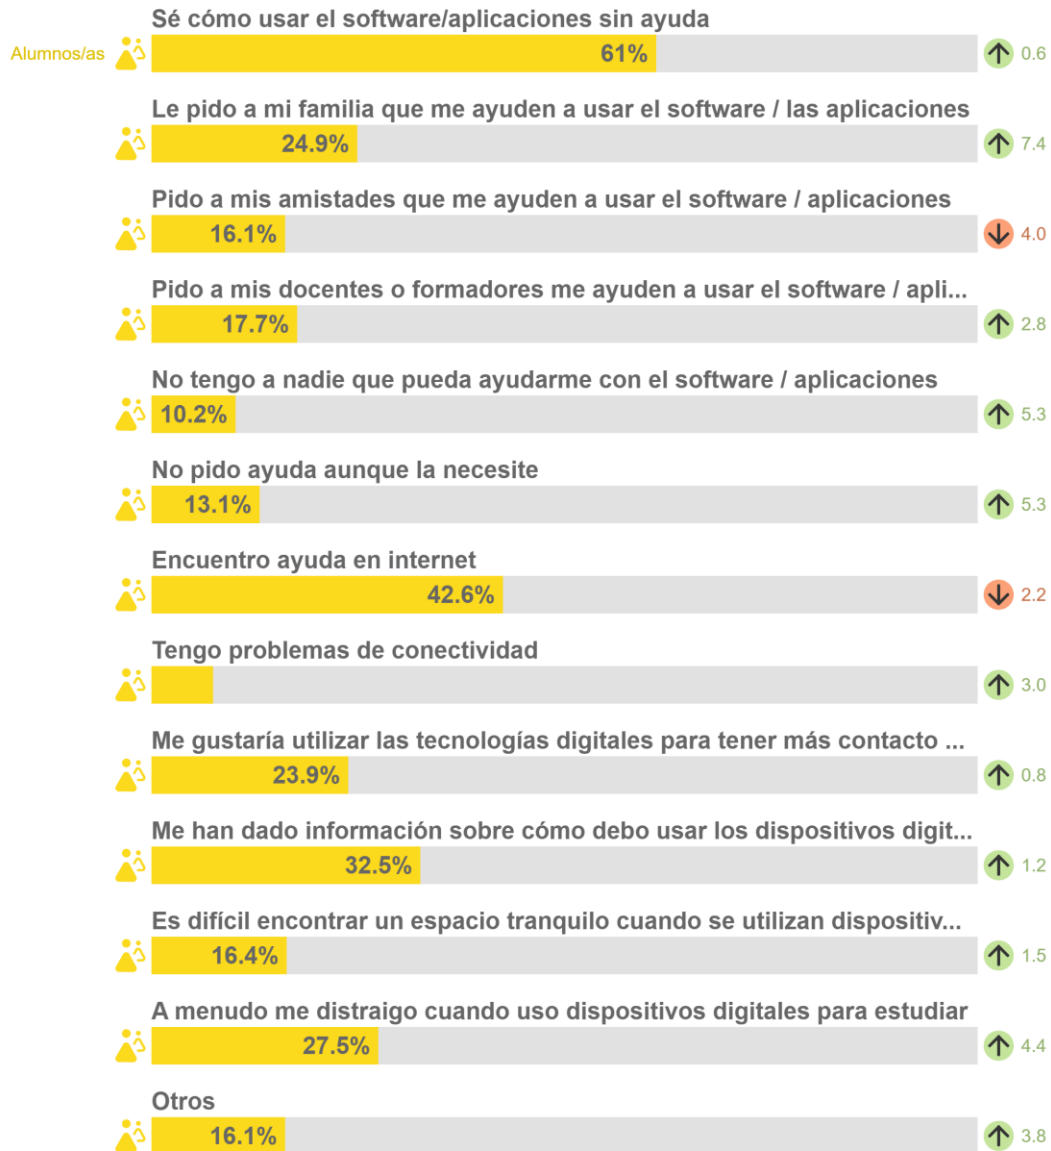 Sé cómo usar el software/aplicaciones sin ayuda
Alumnos/as 61% 0.6
Le pido a mi familia que me ayuden a usar el software / las aplicaciones
24.9% 7.4
Pido a mis amistades que me ayuden a usar el software / aplicaciones
16.1% 4.0
Pido a mis docentes o formadores me ayuden a usar el software / apli...
17.7% 2.8
No tengo a nadie que pueda ayudarme con el software / aplicaciones
10.2% 5.3
No pido ayuda aunque la necesite
13.1% 5.3
Encuentro ayuda en internet
42.6% 2.2
Tengo problemas de conectividad
3.0
Me gustaría utilizar las tecnologías digitales para tener más contacto ...
23.9% 0.8
Me han dado información sobre cómo debo usar los dispositivos digit...
32.5% 1.2
Es difícil encontrar un espacio tranquilo cuando se utilizan dispositiv...
16.4% 1.5
A menudo me distraigo cuando uso dispositivos digitales para estudiar
27.5% 4.4
Otros
16.1% 3.8